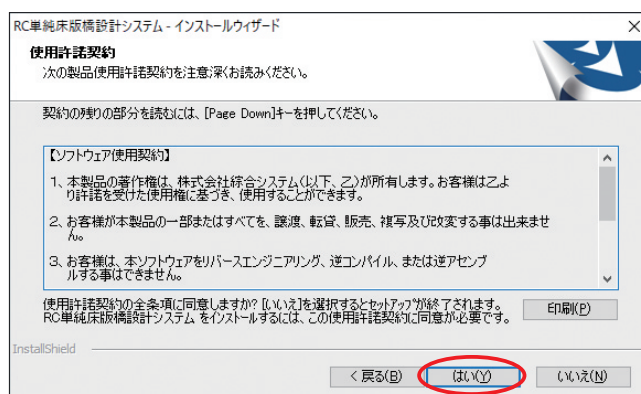 RC単純床版橋設計システム - インストールウィザード
使用許諾契約
次の製品使用許諾契約を注意深くお読みください。
契約の残りの部分を読むには、[Page Down]キーを押してください。
【ソフトウェア使用契約】
1、本製品の著作権は、株式会社綜合システム(以下、乙)が所有します。お客様は乙よ
り許諾を受けた使用権に基づき、使用することができます。
2、お客様が本製品の一部またはすべてを、譲渡、転貸、販売、複写及び改変する事は出来ませ
ん。
3、お客様は、本ソフトウェアをリバースエンジニアリング、逆コンパイル、または逆アセンブ
ルする事はできません。
使用許諾契約の全条項に同意しますか? [いいえ]を選択するとセットアップが終了されます。
RC単純床版橋設計システム をインストールするには、この使用許諾契約に同意が必要です。
印刷(P)
InstallShield
< 戻る(B)
はい(Y)
いいえ(N)